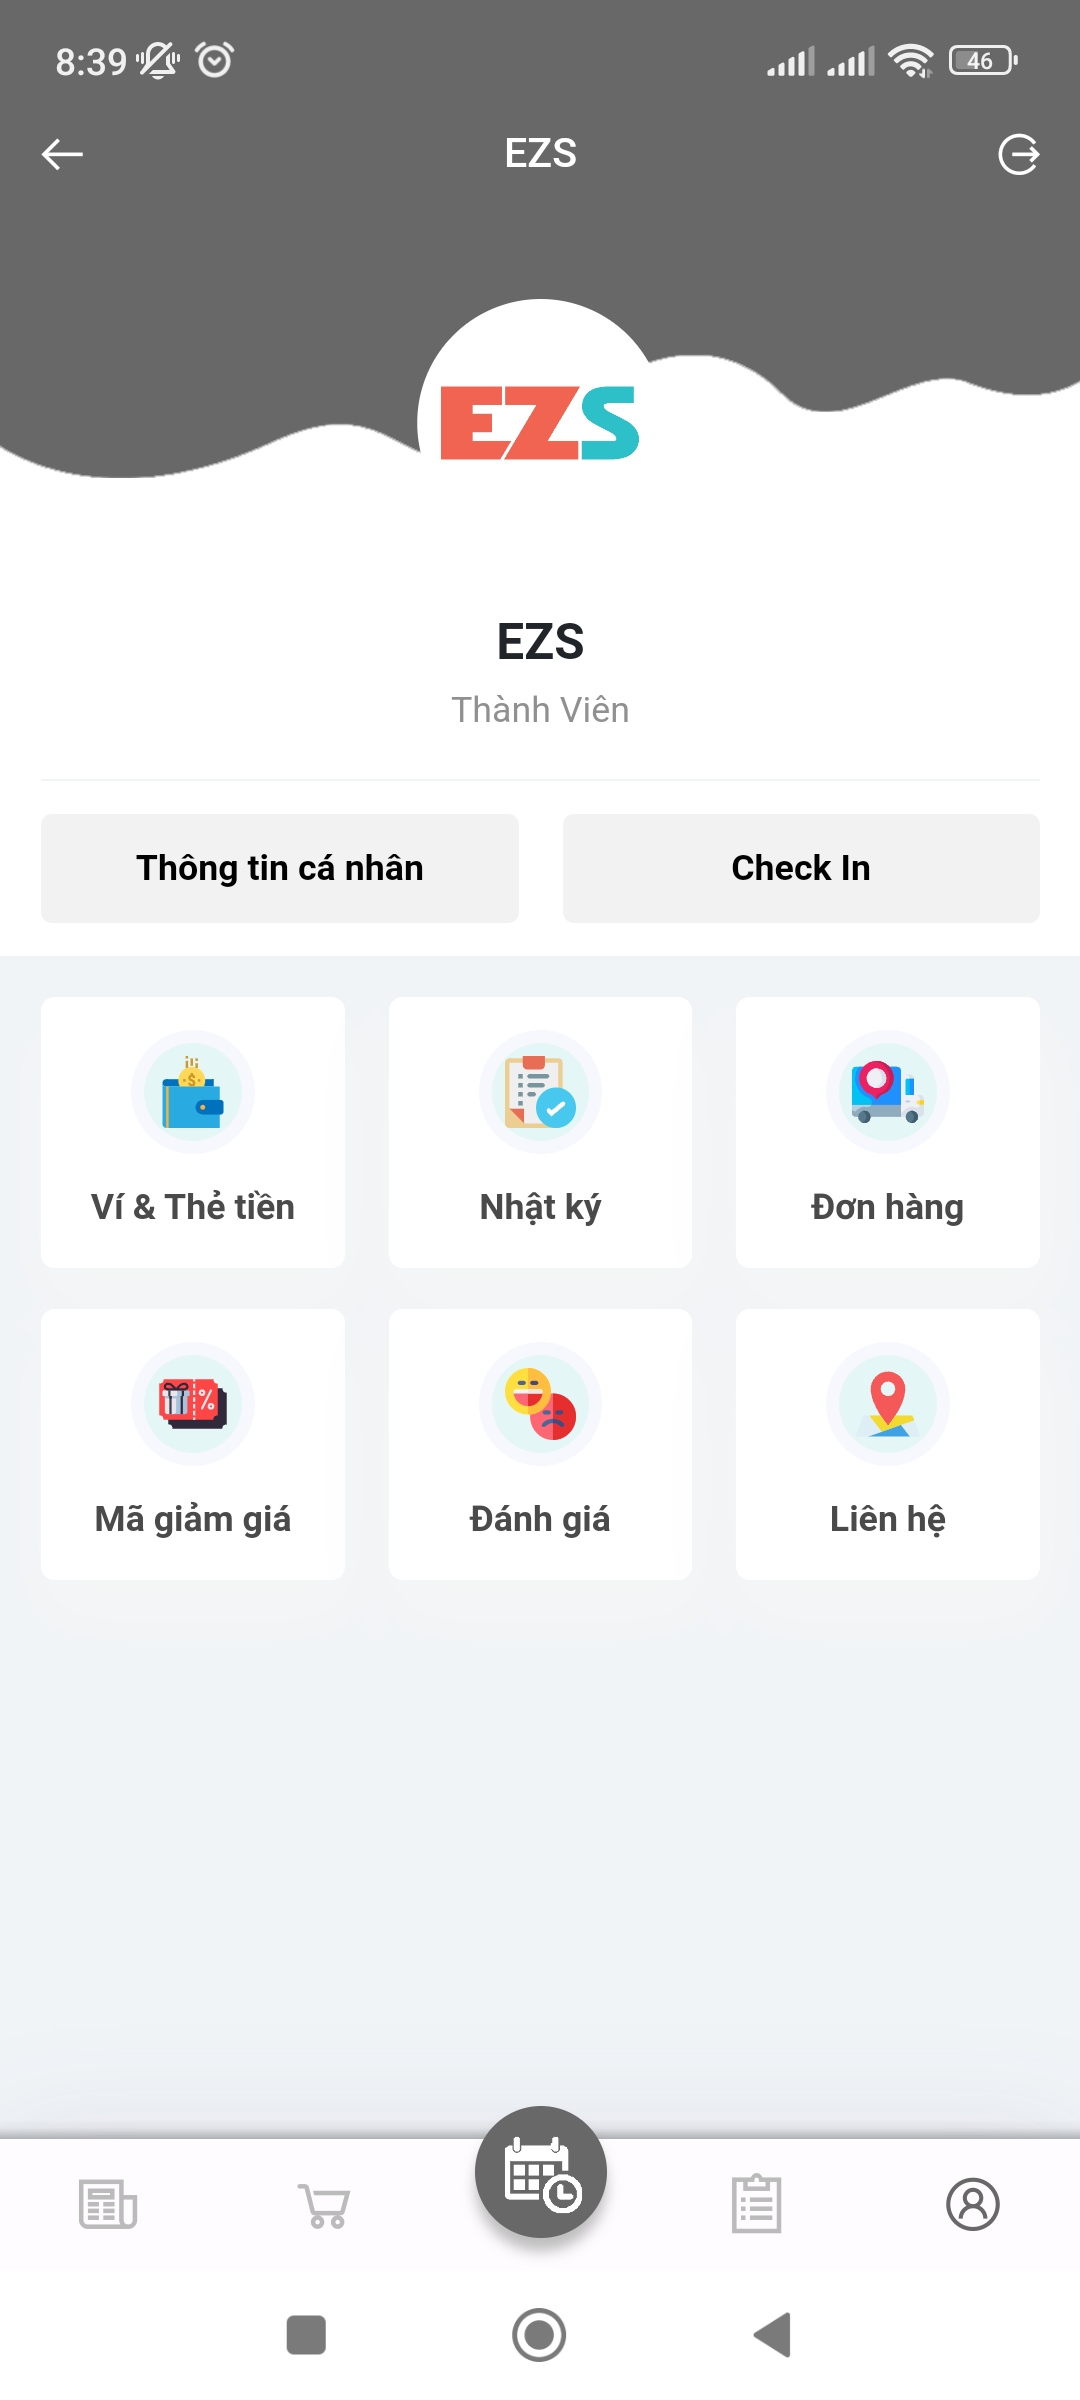 8:39
46
EZS
EZS
EZS
Thành Viên
Thông tin cá nhân
Check In
Ví & Thẻ tiền
Nhật ký
Đơn hàng
Mã giảm giá
Đánh giá
Liên hệ